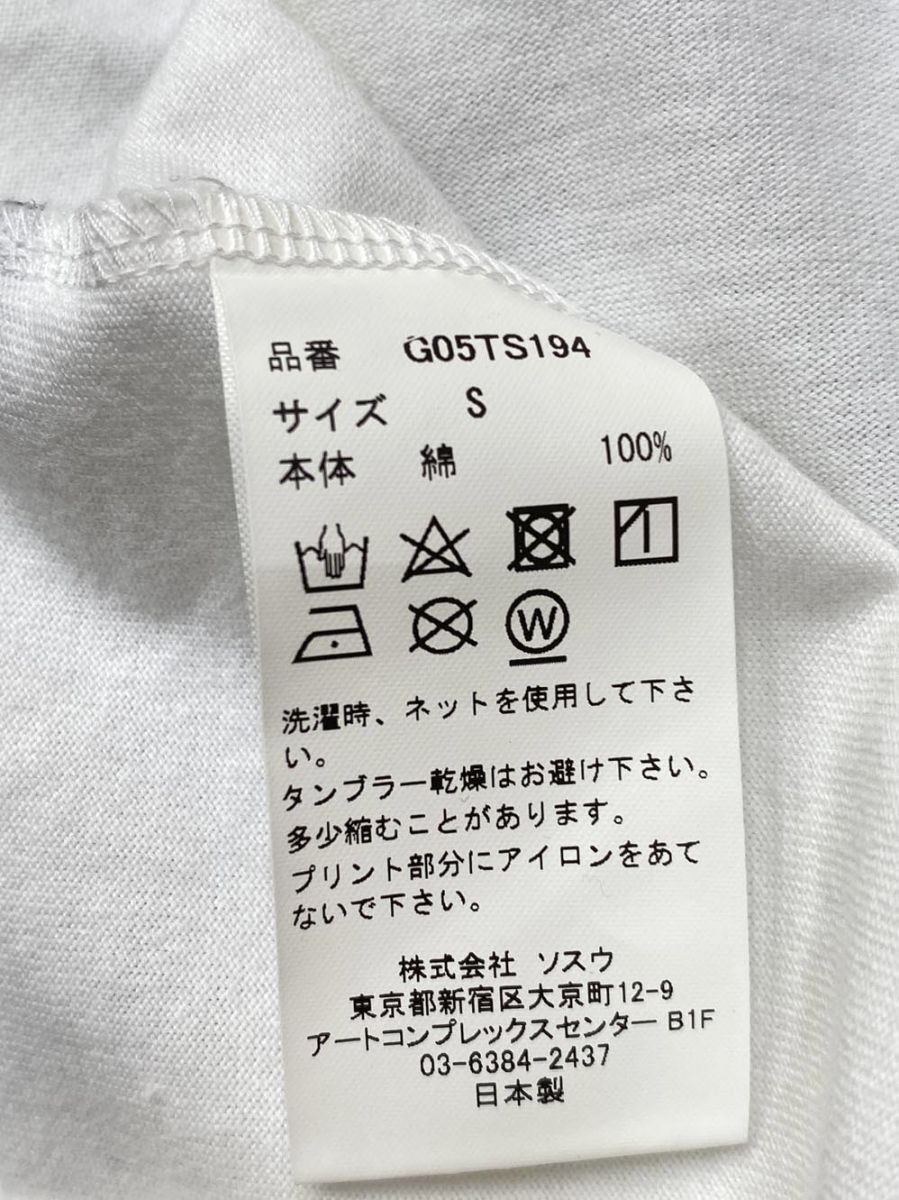 品番 G05TS194
サイズ S
本体 綿 100%
W
洗濯時、ネットを使用して下さ
い。
タンブラー乾燥はお避け下さい。
多少縮むことがあります。
プリント部分にアイロンをあて
ないで下さい。
株式会社 ソスウ
東京都新宿区大京町12-9
アートコンプレックスセンター B1F
03-6384-2437
日本製